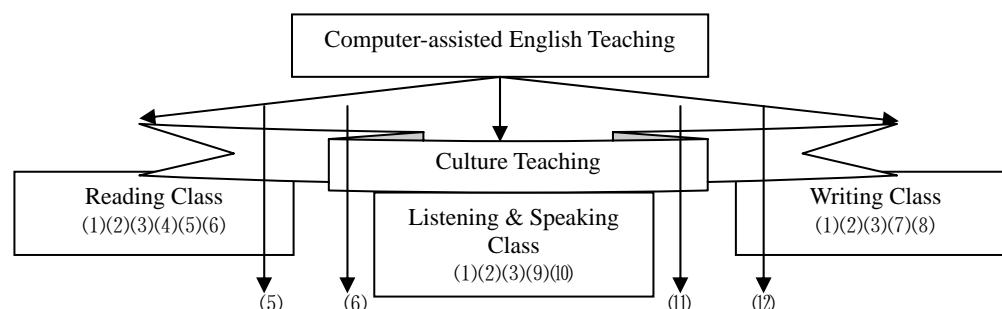 Computer-assisted English Teaching
Culture Teaching
Reading Class
(1)(2)(3)(4)(5)(6)
Listening & Speaking
Class
(1)(2)(3)(9)(10)
Writing Class
(1)(2)(3)(7)(8)
(5)
(6)
(11)
(12)